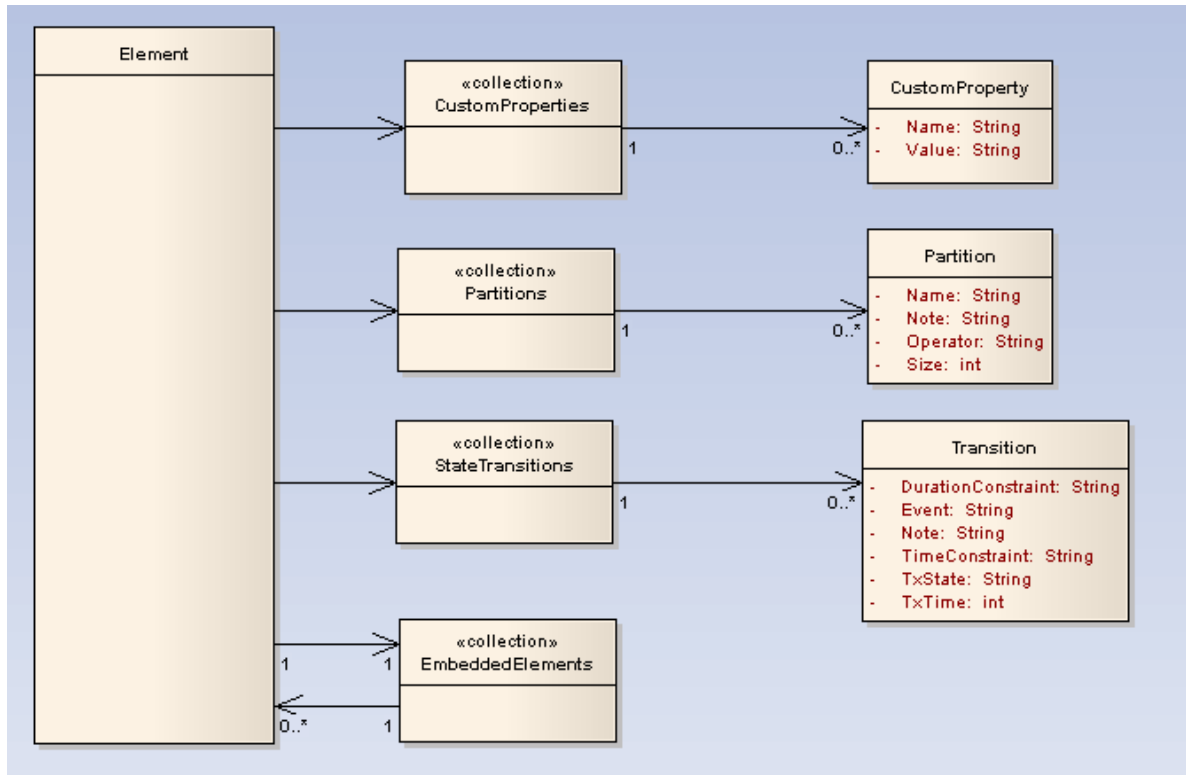 Element
«collection»
CustomProperties
1
0..*
CustomProperty
- Name: String
- Value: String
«collection»
Partitions
1
0..*
Partition
- Name: String
- Note: String
- Operator: String
- Size: int
«collection»
StateTransitions
1
0..*
Transition
- DurationConstraint: String
- Event: String
- Note: String
- TimeConstraint: String
- TxState: String
- TxTime: int
1
1
«collection»
EmbeddedElements
0..*
1